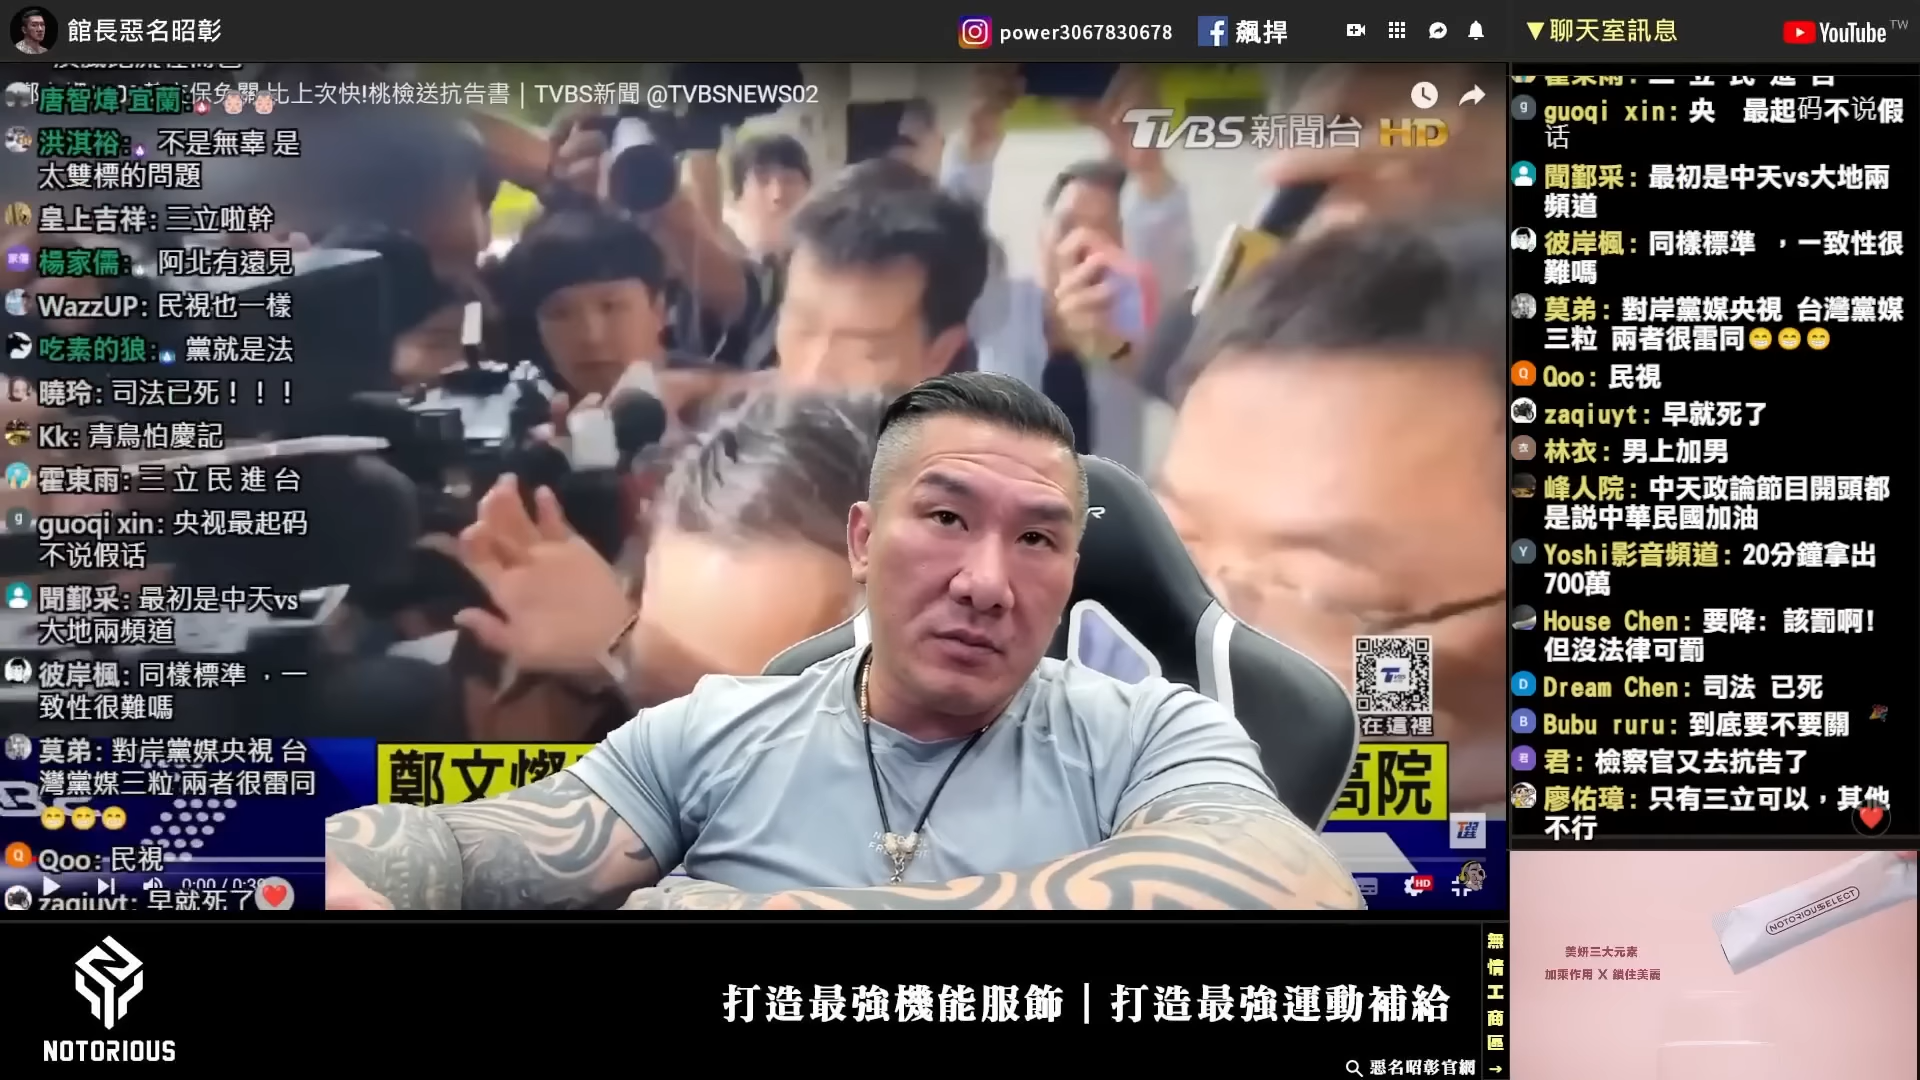 館長惡名昭彰
power3067830678
飆捍
▼聊天室訊息
YouTube TW
比上次快!桃檢送抗告書｜TVBS新聞 @TVBSNEWS02
TVBS新聞台 HD
唐智煒 宜蘭:
洪淇裕: 不是無辜 是
太雙標的問題
皇上吉祥: 三立啦幹
楊家儒: 阿北有遠見
WazzUP: 民視也一樣
吃素的狼: 黨就是法
曉玲: 司法已死！！！
Kk: 青鳥怕慶記
霍東雨: 三 立 民 進 台
guoqi xin: 央视最起码
不说假话
聞鄞采: 最初是中天vs
大地兩頻道
彼岸楓: 同樣標準 ，一
致性很難嗎
莫弟: 對岸黨媒央視 台
灣黨媒三粒 兩者很雷同
😁😁😁
Qoo: 民視
zaqiuyt: 早就死了
0:00
鄭文燦
高院
在這裡
霍東雨: 三 立 民 進 台
guoqi xin: 央 最起码不说假
话
聞鄞采: 最初是中天vs大地兩
頻道
彼岸楓: 同樣標準 ，一致性很
難嗎
莫弟: 對岸黨媒央視 台灣黨媒
三粒 兩者很雷同😁😁😁
Qoo: 民視
zaqiuyt: 早就死了
林衣: 男上加男
峰人院: 中天政論節目開頭都
是説中華民國加油
Yoshi影音頻道: 20分鐘拿出
700萬
House Chen: 要降: 該罰啊!
但沒法律可罰
Dream Chen: 司法 已死
Bubu ruru: 到底要不要關
君: 檢察官又去抗告了
廖佑璋: 只有三立可以，其他
不行
NOTORIOUS
打造最強機能服飾｜打造最強運動補給
惡名昭彰官網
無情工商區→
NOTORIOUSSELECT
美妍三大元素
加乘作用 X 鎖住美麗